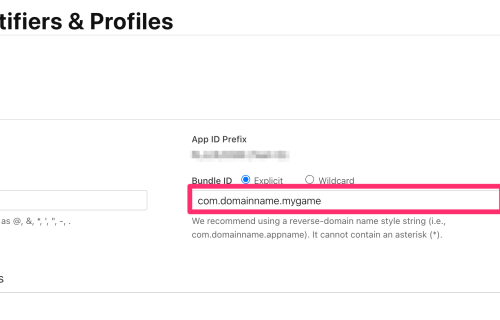 tifiers & Profiles
App ID Prefix
Bundle ID Explicit Wildcard
com.domainname.mygame
as @, &, *, ', ", -, .
We recommend using a reverse-domain name style string (i.e.,
com.domainname.appname). It cannot contain an asterisk (*).
s